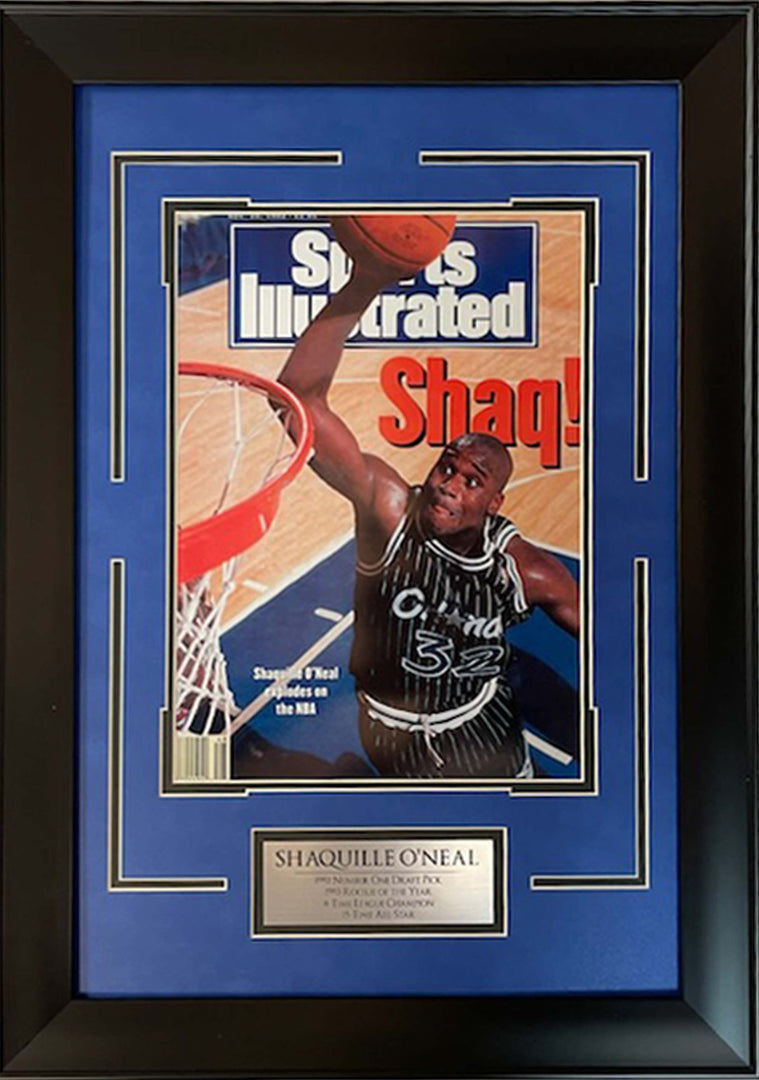 Sports
Illustrated
Shaq!
Orlando
32
Shaquille O'Neal
explodes on
the NBA
SHAQUILLE O'NEAL
1992 NUMBER ONE DRAFT PICK
1993 ROOKIE OF THE YEAR
4 TIME LEAGUE CHAMPION
15 TIME ALL STAR